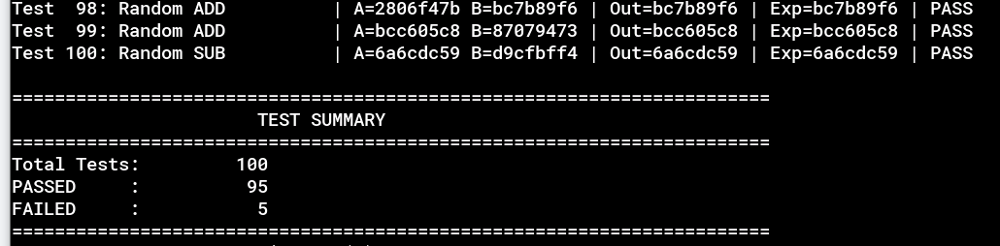 Test  98: Random ADD          | A=2806f47b B=bc7b89f6 | Out=bc7b89f6 | Exp=bc7b89f6 | PASS
Test  99: Random ADD          | A=bcc605c8 B=87079473 | Out=bcc605c8 | Exp=bcc605c8 | PASS
Test 100: Random SUB          | A=6a6cdc59 B=d9cfbff4 | Out=6a6cdc59 | Exp=6a6cdc59 | PASS
=======================================================================
                       TEST SUMMARY
=======================================================================
Total Tests:         100
PASSED     :          95
FAILED     :           5
=======================================================================